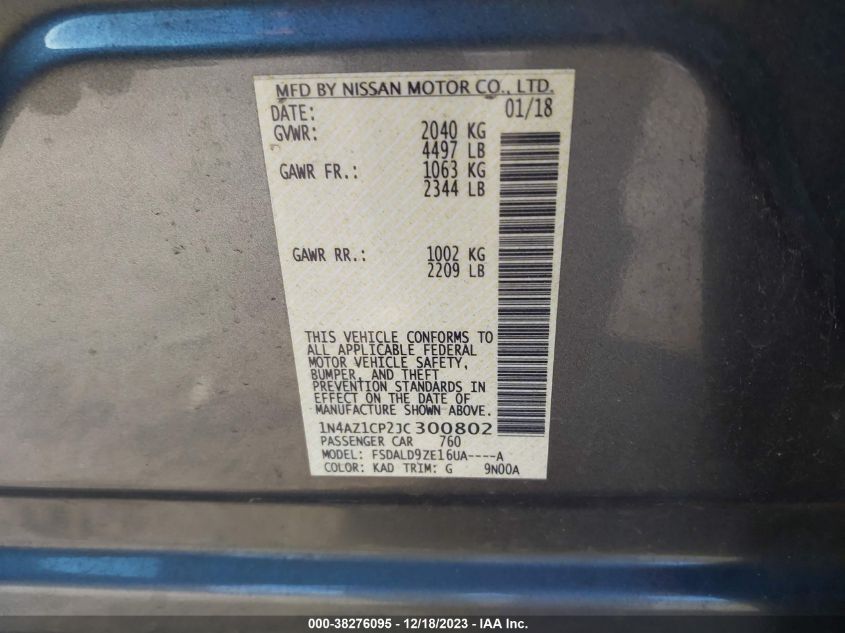 MFD BY NISSAN MOTOR CO., LTD.
DATE: 01/18
GVWR: 2040 KG
4497 LB
GAWR FR.: 1063 KG
2344 LB
GAWR RR.: 1002 KG
2209 LB
THIS VEHICLE CONFORMS TO
ALL APPLICABLE FEDERAL
MOTOR VEHICLE SAFETY,
BUMPER, AND THEFT
PREVENTION STANDARDS IN
EFFECT ON THE DATE OF
MANUFACTURE SHOWN ABOVE.
1N4AZ1CP2JC300802
PASSENGER CAR 760
MODEL: FSDALD9ZE16UA----A
COLOR: KAD TRIM: G 9N00A
000-38276095 - 12/18/2023 - IAA Inc.